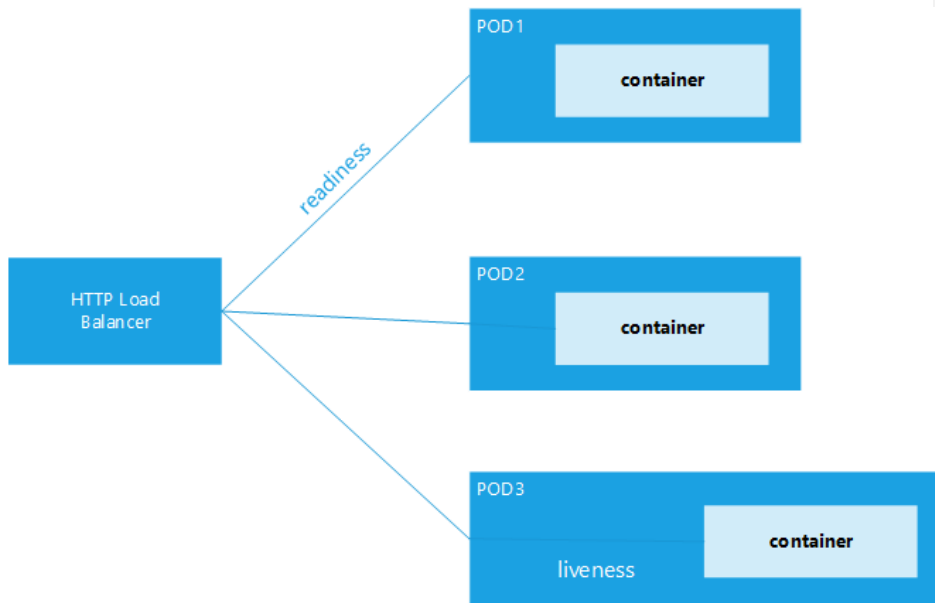 POD1
container
readiness
HTTP Load
Balancer
POD2
container
POD3
container
liveness